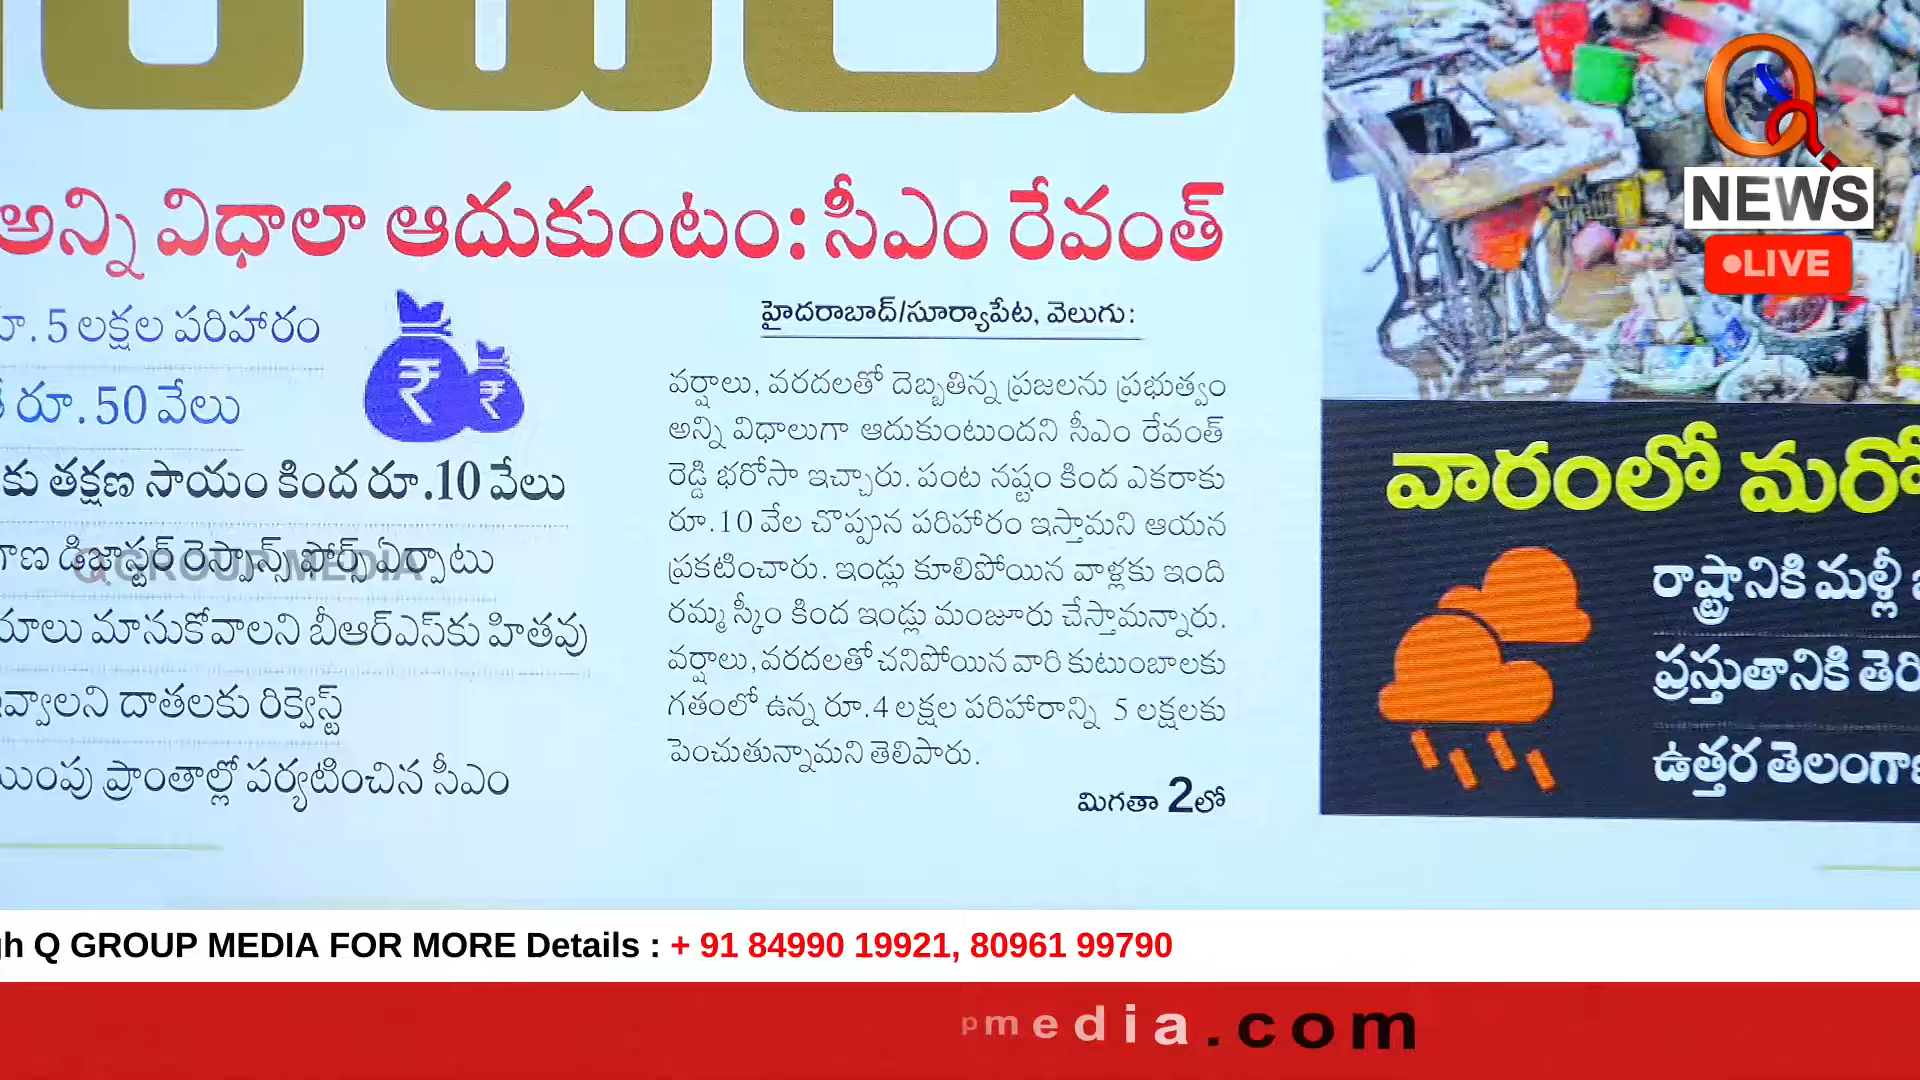 అన్ని విధాలా ఆదుకుంటం: సీఎం రేవంత్
5 లక్షల పరిహారం
రూ. 50 వేలు
కు తక్షణ సాయం కింద రూ.10 వేలు
డిజాస్టర్ రెస్పాన్స్ ఫోర్స్ ఏర్పాటు
Q GROUP MEDIA
మానుకోవాలని బీఆర్ఎస్‌కు హితవు
దాతలకు రిక్వెస్ట్
ప్రాంతాల్లో పర్యటించిన సీఎం
₹ ₹
హైదరాబాద్/సూర్యాపేట, వెలుగు:
వర్షాలు, వరదలతో దెబ్బతిన్న ప్రజలను ప్రభుత్వం
అన్ని విధాలుగా ఆదుకుంటుందని సీఎం రేవంత్
రెడ్డి భరోసా ఇచ్చారు. పంట నష్టం కింద ఎకరాకు
రూ.10 వేల చొప్పున పరిహారం ఇస్తామని ఆయన
ప్రకటించారు. ఇండ్లు కూలిపోయిన వాళ్లకు ఇంది
రమ్మ స్కీం కింద ఇండ్లు మంజూరు చేస్తామన్నారు.
వర్షాలు, వరదలతో చనిపోయిన వారి కుటుంబాలకు
గతంలో ఉన్న రూ.4 లక్షల పరిహారాన్ని 5 లక్షలకు
పెంచుతున్నామని తెలిపారు.
మిగతా 2లో
వారంలో
రాష్ట్రానికి మళ్లీ
ప్రస్తుతానికి
ఉత్తర
Q
NEWS
LIVE
Q GROUP MEDIA FOR MORE Details : + 91 84990 19921, 80961 99790
pmedia.com